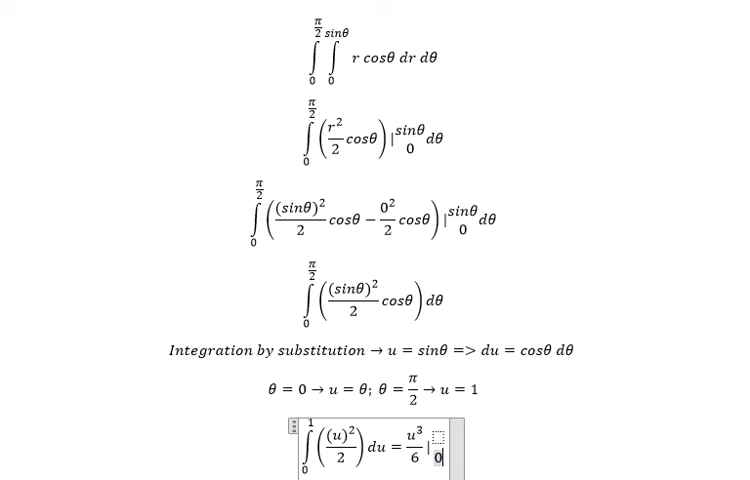 ∫_0^{π/2} ∫_0^{sinθ} r cosθ dr dθ
∫_0^{π/2} (r²/2 cosθ) |_0^{sinθ} dθ
∫_0^{π/2} ((sinθ)²/2 cosθ − 0²/2 cosθ) |_0^{sinθ} dθ
∫_0^{π/2} ((sinθ)²/2 cosθ) dθ
Integration by substitution → u = sinθ => du = cosθ dθ
θ = 0 → u = θ; θ = π/2 → u = 1
∫_0^1 ((u)²/2) du = u³/6 |_0